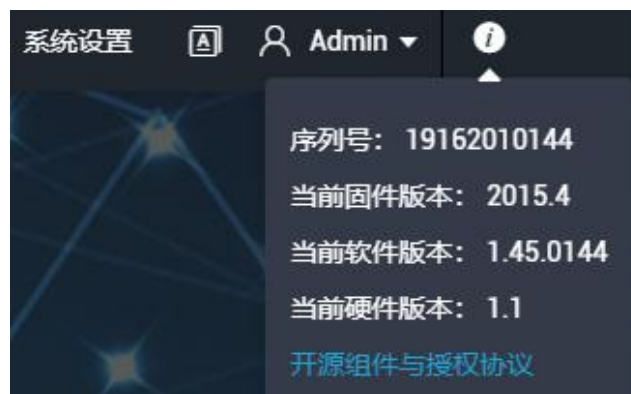 系统设置 A Admin i
序列号： 19162010144
当前固件版本： 2015.4
当前软件版本： 1.45.0144
当前硬件版本： 1.1
开源组件与授权协议